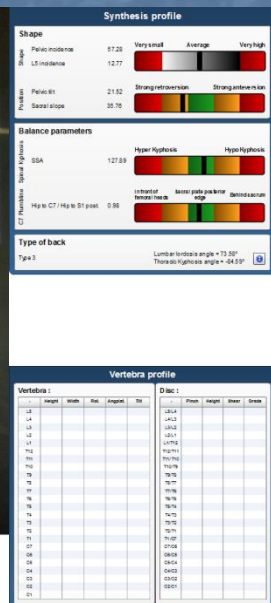 Synthesis profile
Shape
Very small Average Very high
Shape
Pelvic incidence 57.28
L5 incidence 12.77
Strong retroversion Strong anteversion
Position
Pelvic tilt 21.52
Sacral slope 35.76
Balance parameters
Hyper Kyphosis Hypo Kyphosis
Spinal Kyphosis
SSA 127.89
In front of femoral heads Sacral plate posterior edge Behind sacrum
C7 Plumbline
Hip to C7 / Hip to S1 post. 0.96
Type of back
Type 3
Lumbar lordosis angle = 73.58°
Thoracic Kyphosis angle = -84.59°
Vertebra profile
Vertebra : Disc :
Height Width Rot. Angulat. Tilt Pinch Height Shear Grade
L5 L5/L4
L4 L4/L3
L3 L3/L2
L2 L2/L1
L1 L1/T12
T12 T12/T11
T11 T11/T10
T10 T10/T9
T9 T9/T8
T8 T8/T7
T7 T7/T6
T6 T6/T5
T5 T5/T4
T4 T4/T3
T3 T3/T2
T2 T2/T1
T1 T1/C7
C7 C7/C6
C6 C6/C5
C5 C5/C4
C4 C4/C3
C3 C3/C2
C2 C2/C1
C1